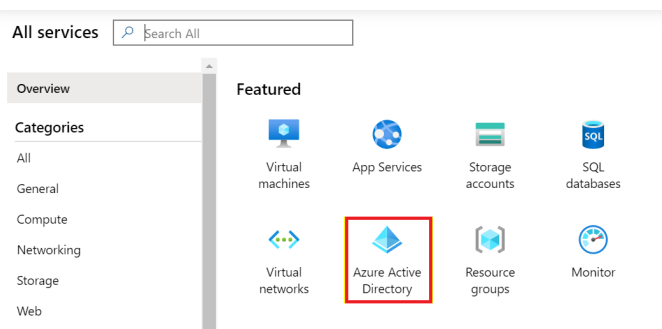 All services
Search All
Overview
Categories
All
General
Compute
Networking
Storage
Web
Featured
Virtual
machines
App Services
Storage
accounts
SQL
SQL
databases
Virtual
networks
Azure Active
Directory
Resource
groups
Monitor